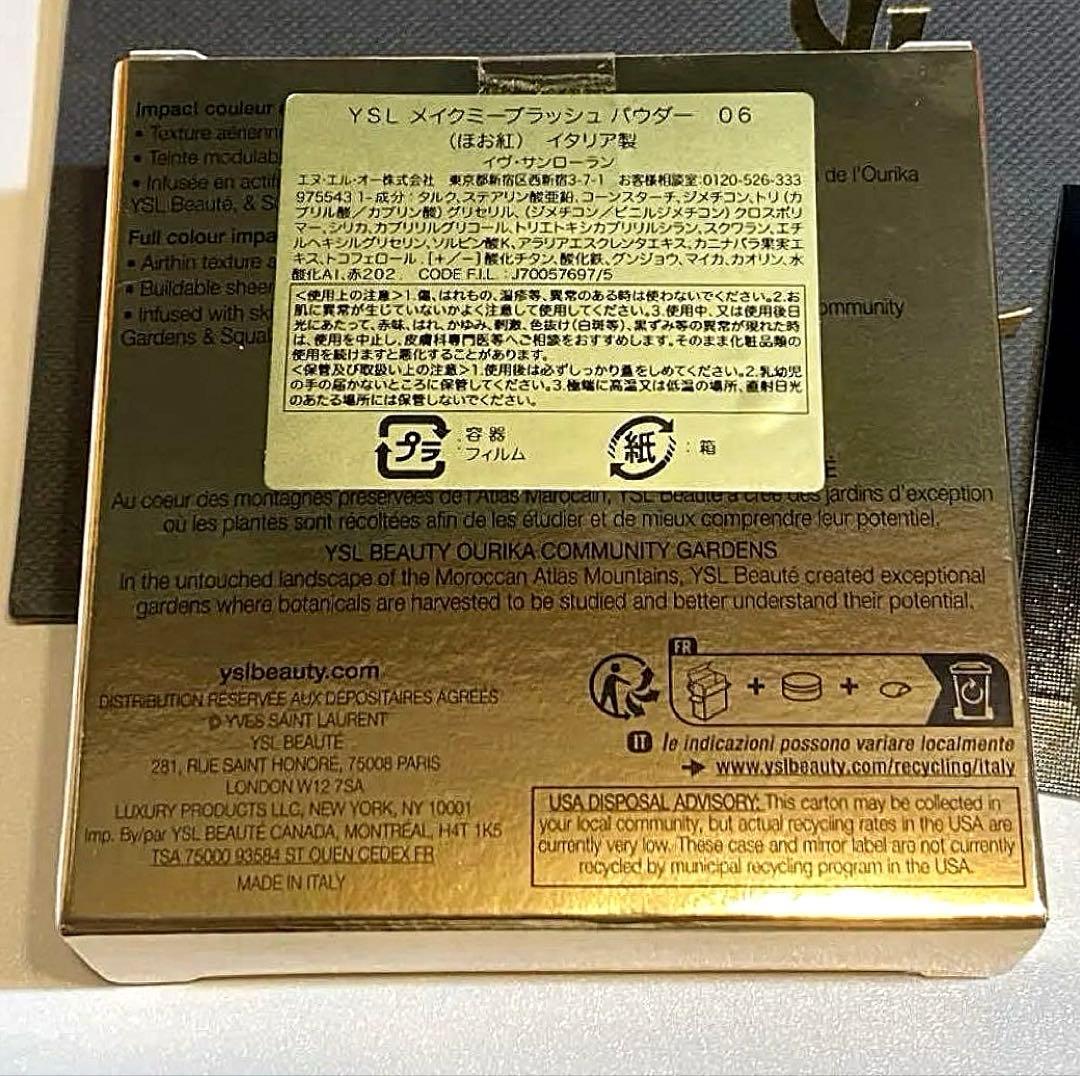 Impact couleur
• Texture aérienn
• Teinte modulab
• Infusée en actif
YSL Beauté, & S
de l'Ourika
Full colour impa
• Airthin texture a
• Buildable sheer
• Infused with sk
Gardens & Squal
ommunity
YSL メイクミーブラッシュ パウダー 06
(ほお紅) イタリア製
イヴ・サンローラン
エヌ・エル・オー株式会社 東京都新宿区西新宿3-7-1 お客様相談室:0120-526-333
975543 1-成分:タルク、ステアリン酸亜鉛、コーンスターチ、ジメチコン、トリ(カ
プリル酸/カプリン酸)グリセリル、(ジメチコン/ビニルジメチコン)クロスポリ
マー、シリカ、カプリリルグリコール、トリエトキシカプリリルシラン、スクワラン、エチ
ルヘキシルグリセリン、ソルビン酸K、アラリアエスクレンタエキス、カニナバラ果実エ
キス、トコフェロール、[+/-]酸化チタン、酸化鉄、グンジョウ、マイカ、カオリン、水
酸化Al、赤202 CODE F.I.L. : J70057697/5
<使用上の注意>1.傷、はれもの、湿疹等、異常のある時は使わないでください。2.お
肌に異常が生じていないかよく注意して使用してください。3.使用中、又は使用後日
光にあたって、赤味、はれ、かゆみ、刺激、色抜け(白斑等)、黒ずみ等の異常が現れた時
は、使用を中止し、皮膚科専門医等へご相談をおすすめします。そのまま化粧品類の
使用を続けますと悪化することがあります。
<保管及び取扱い上の注意>1.使用後は必ずしっかり蓋をしめてください。2.乳幼児
の手の届かないところに保管してください。3.極端に高温又は低温の場所、直射日光
のあたる場所には保管しないでください。
プラ : 容器
フィルム
紙 : 箱
Au coeur des montagnes préservées de l'Atlas Marocain, YSL Beauté a créé des jardins d'exception
où les plantes sont récoltées afin de les étudier et de mieux comprendre leur potentiel.
YSL BEAUTY OURIKA COMMUNITY GARDENS
In the untouched landscape of the Moroccan Atlas Mountains, YSL Beauté created exceptional
gardens where botanicals are harvested to be studied and better understand their potential.
yslbeauty.com
DISTRIBUTION RÉSERVÉE AUX DÉPOSITAIRES AGRÉÉS
© YVES SAINT LAURENT
YSL BEAUTÉ
281, RUE SAINT HONORÉ, 75008 PARIS
LONDON W12 7SA
LUXURY PRODUCTS LLC, NEW YORK, NY 10001
Imp. By/par YSL BEAUTÉ CANADA, MONTRÉAL, H4T 1K5
TSA 75000 93584 ST OUEN CEDEX FR
MADE IN ITALY
FR
+ +
IT le indicazioni possono variare localmente
www.yslbeauty.com/recycling/italy
USA DISPOSAL ADVISORY: This carton may be collected in
your local community, but actual recycling rates in the USA are
currently very low. These case and mirror label are not currently
recycled by municipal recycling program in the USA.